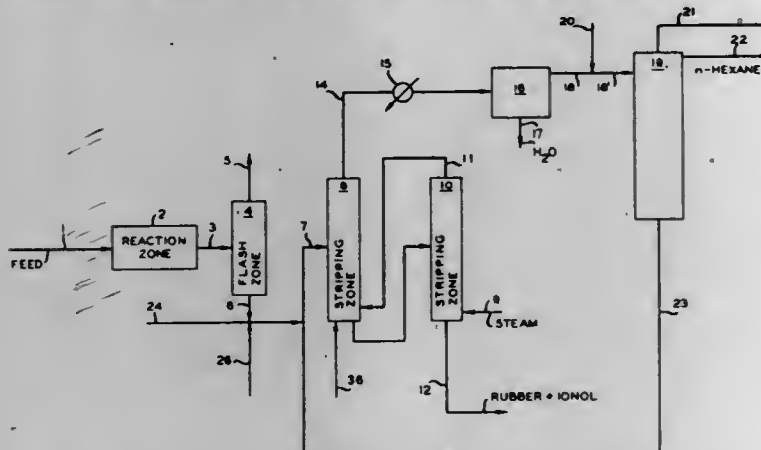 20
21
22
19
n-HEXANE
15
14
16
18
18'
17
H₂O
11
5
8
10
4
2
7
REACTION ZONE
3
FLASH ZONE
STRIPPING ZONE
STRIPPING ZONE
FEED
6
9
STEAM
24
23
26
36
12
RUBBER + IONOL